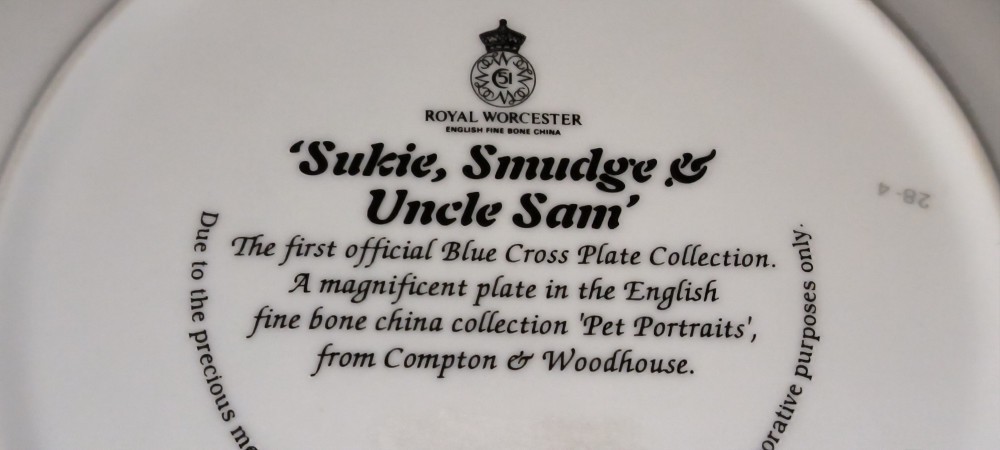 51
ROYAL WORCESTER
ENGLISH FINE BONE CHINA
‘Sukie, Smudge &
Uncle Sam’
The first official Blue Cross Plate Collection.
A magnificent plate in the English
fine bone china collection 'Pet Portraits',
from Compton & Woodhouse.
Due to the precious
purposes only.
28-4